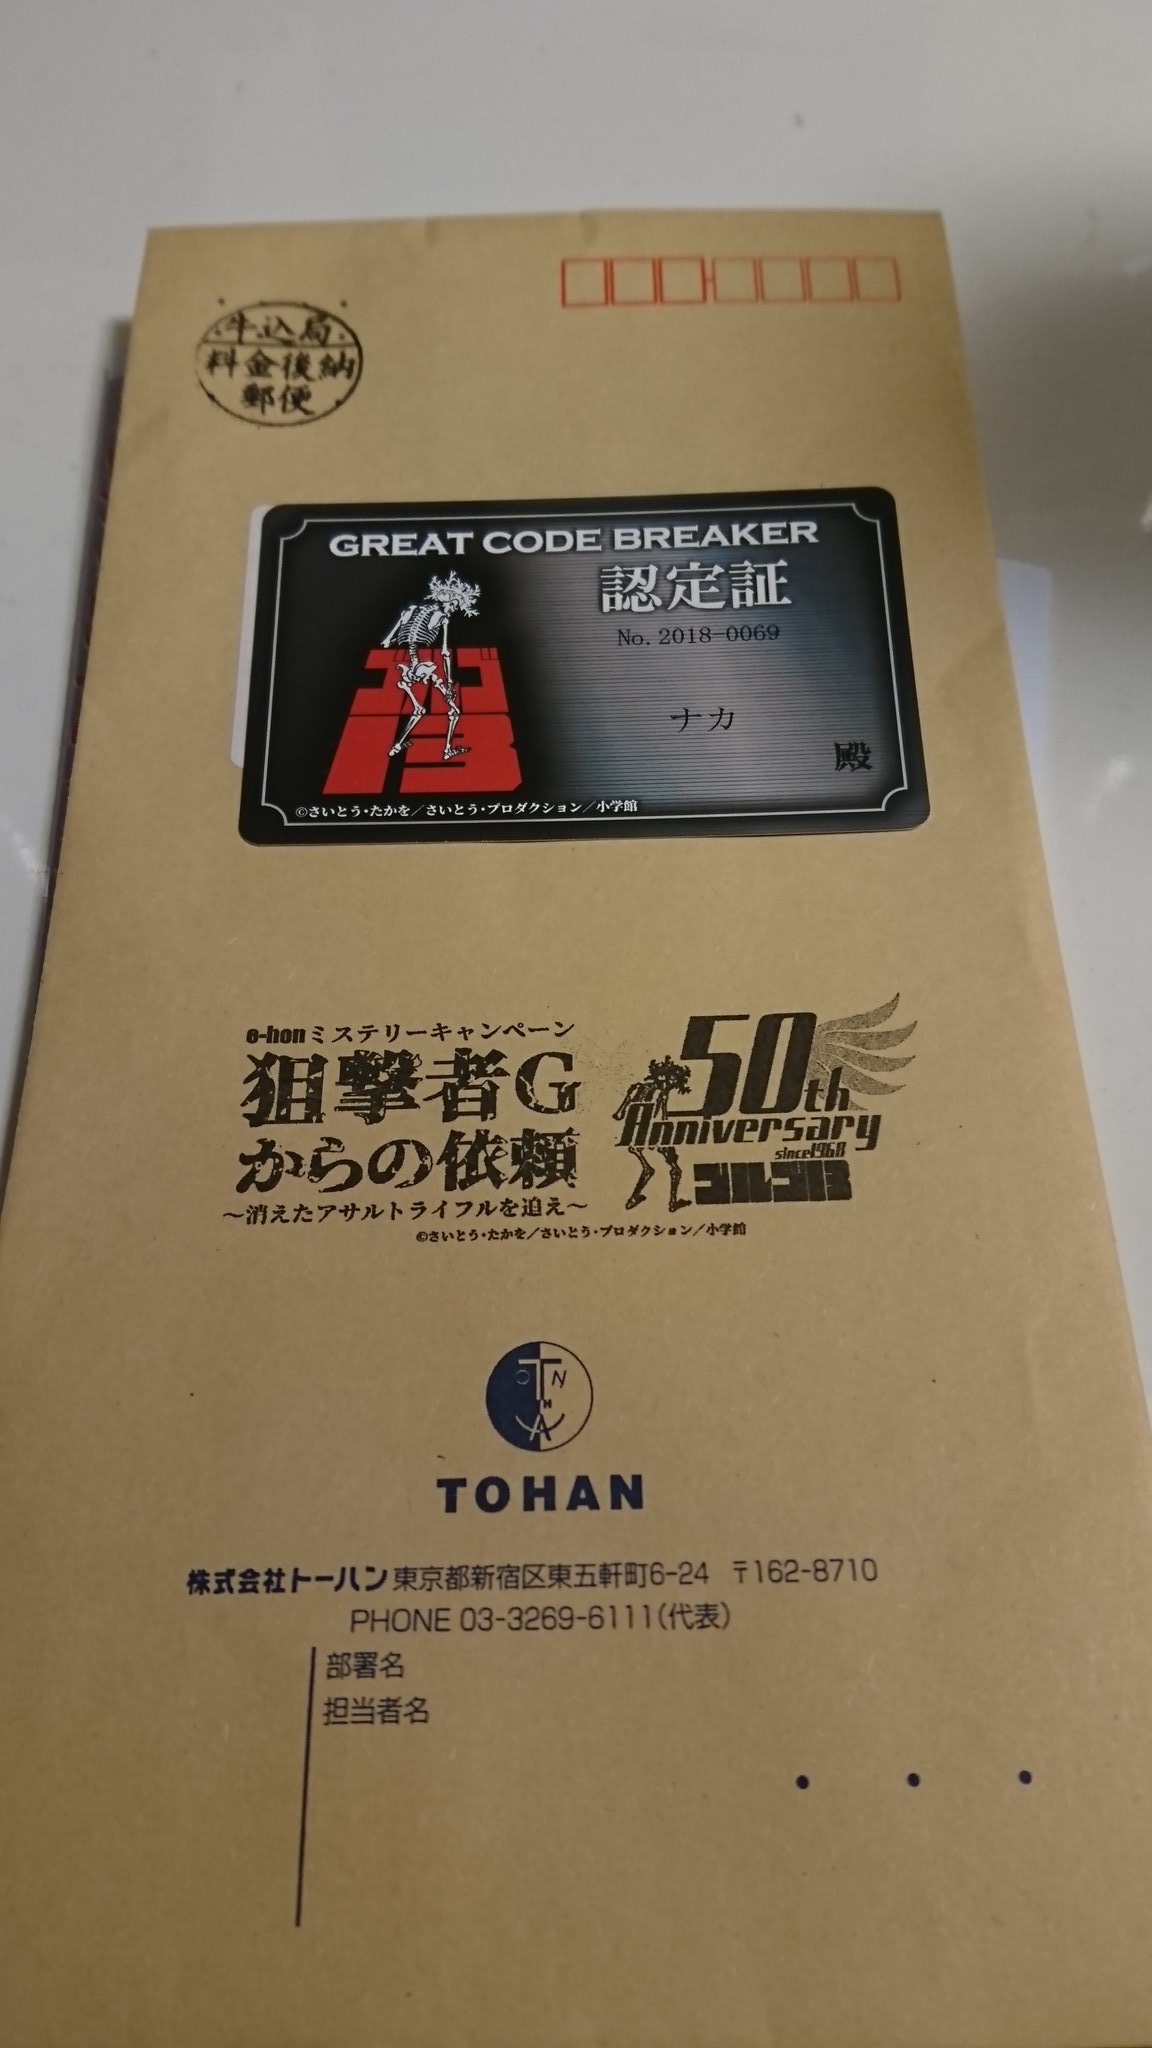 牛込局
料金後納
郵便
GREAT CODE BREAKER
認定証
No. 2018-0069
ゴルゴ
13
ナカ
殿
©さいとう・たかを／さいとう・プロダクション／小学館
e-honミステリーキャンペーン
狙撃者G
からの依頼
〜消えたアサルトライフルを追え〜
50th
Anniversary
since1968
ゴルゴ13
©さいとう・たかを／さいとう・プロダクション／小学館
TOHAN
TOHAN
株式会社トーハン 東京都新宿区東五軒町6-24 〒162-8710
PHONE 03-3269-6111(代表)
部署名
担当者名